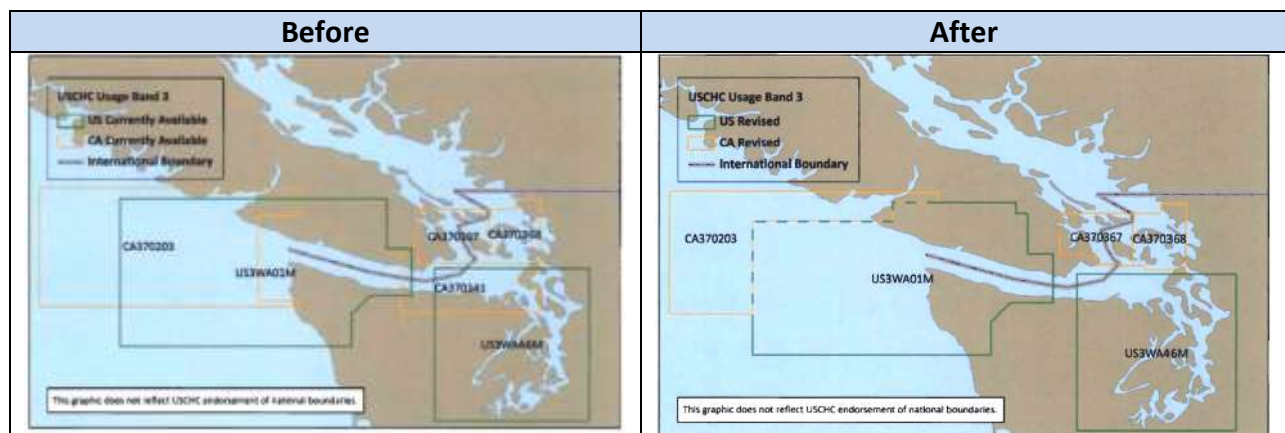 Before
After
USCHC Usage Band 3
US Currently Available
CA Currently Available
International Boundary
CA370203
CA370367
CA370368
US3WA01M
CA370341
US3WA46M
This graphic does not reflect USCHC endorsement of national boundaries.
USCHC Usage Band 3
US Revised
CA Revised
International Boundary
CA370203
CA370367
CA370368
US3WA01M
US3WA46M
This graphic does not reflect USCHC endorsement of national boundaries.